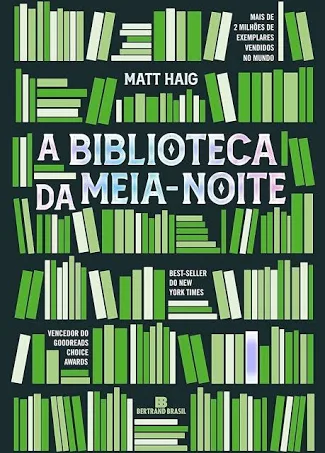 MAIS DE
2 MILHÕES DE
EXEMPLARES
VENDIDOS
NO MUNDO
MATT HAIG
A BIBLIOTECA
DA MEIA-NOITE
BEST-SELLER
DO NEW
YORK TIMES
VENCEDOR DO
GOODREADS
CHOICE
AWARDS
B
BERTRAND BRASIL